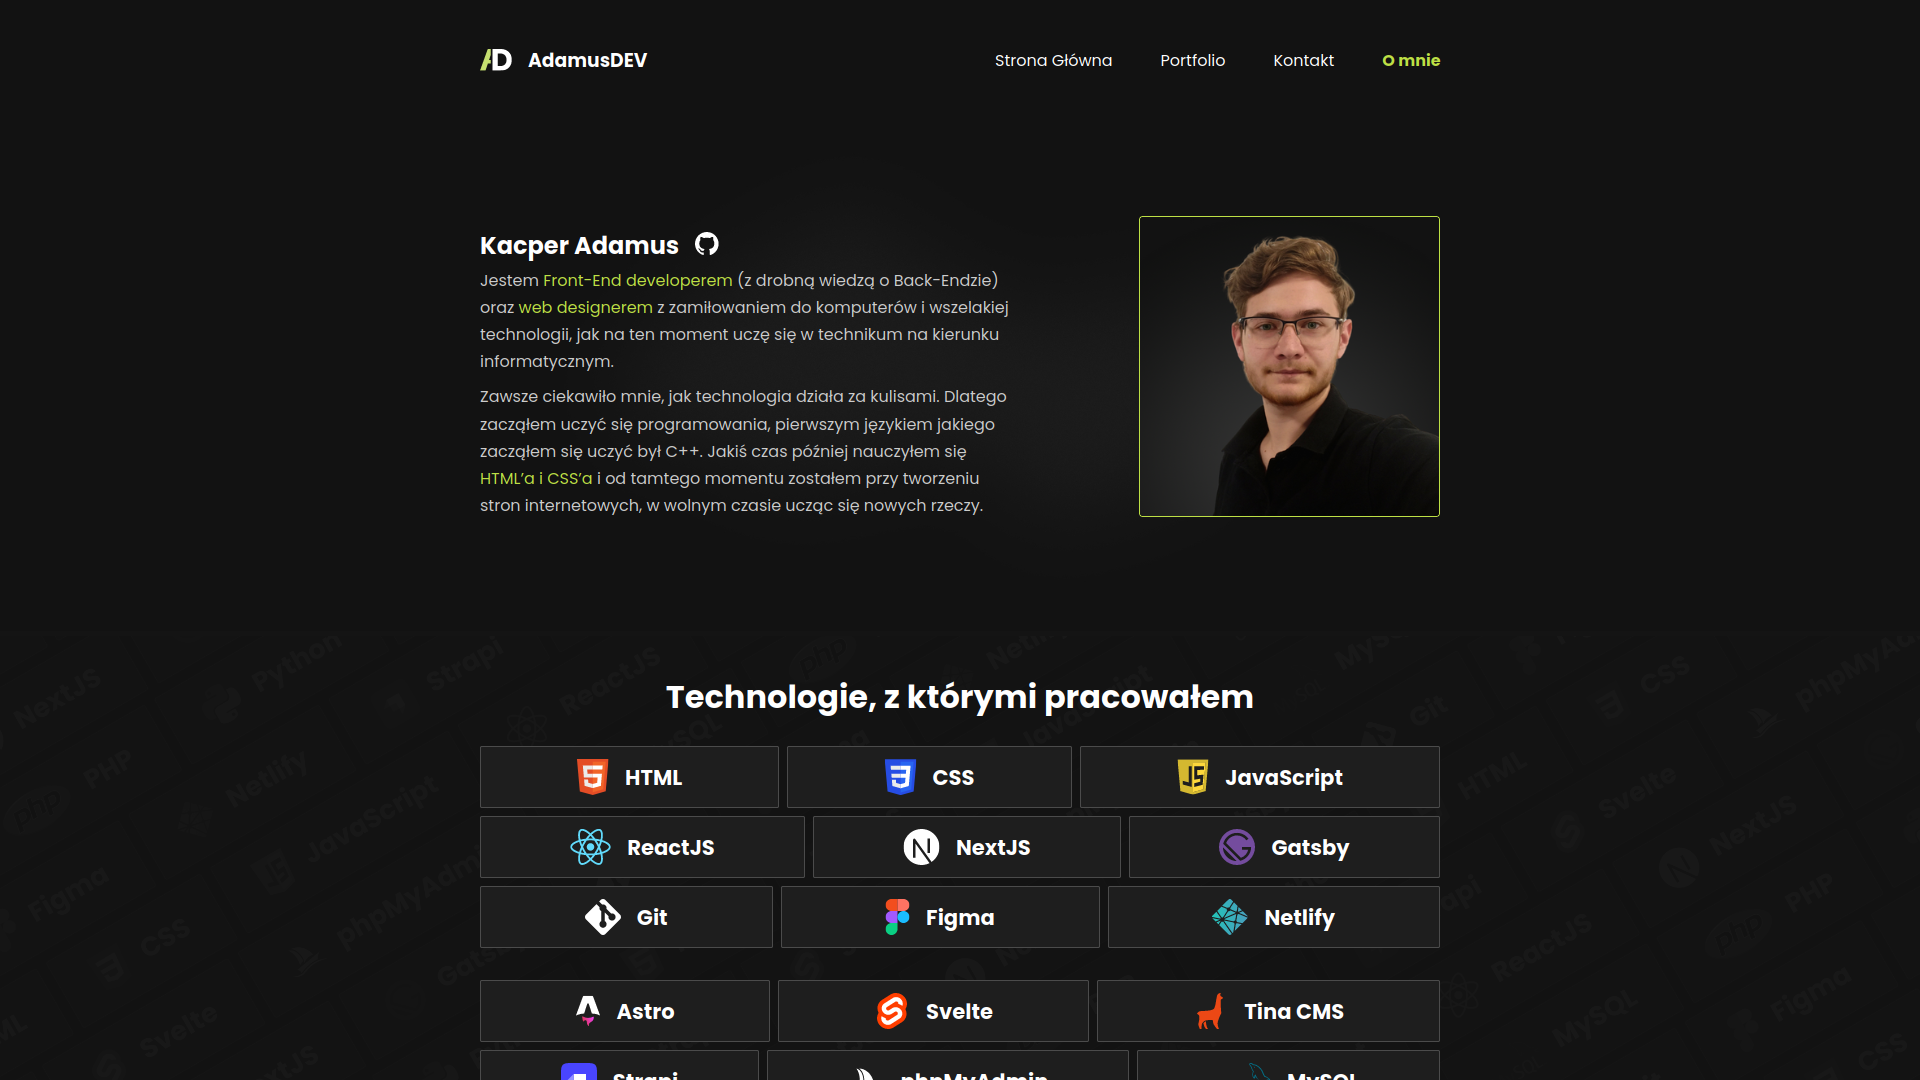 AdamusDEV
Strona Główna
Portfolio
Kontakt
O mnie
Kacper Adamus
Jestem Front-End developerem (z drobną wiedzą o Back-Endzie)
oraz web designerem z zamiłowaniem do komputerów i wszelakiej
technologii, jak na ten moment uczę się w technikum na kierunku
informatycznym.
Zawsze ciekawiło mnie, jak technologia działa za kulisami. Dlatego
zacząłem uczyć się programowania, pierwszym językiem jakiego
zacząłem się uczyć był C++. Jakiś czas później nauczyłem się
HTML’a i CSS’a i od tamtego momentu zostałem przy tworzeniu
stron internetowych, w wolnym czasie ucząc się nowych rzeczy.
Technologie, z którymi pracowałem
HTML
CSS
JavaScript
ReactJS
NextJS
Gatsby
Git
Figma
Netlify
Astro
Svelte
Tina CMS
Strapi
phpMyAdmin
MySQL